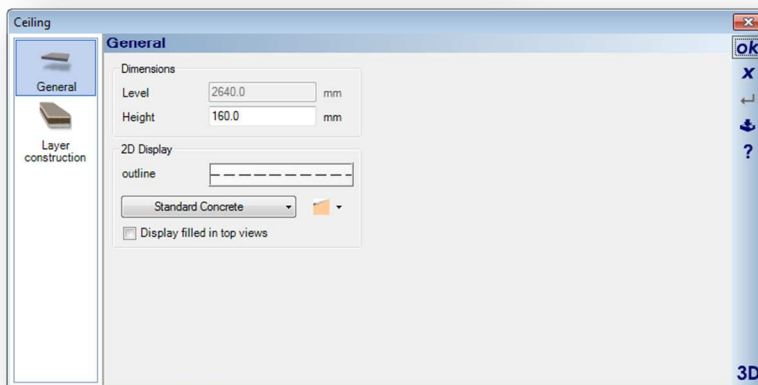 Ceiling
General
ok
Dimensions
x
General
Level 2640.0 mm
Height 160.0 mm
Layer
construction
2D Display
?
outline
Standard Concrete
Display filled in top views
3D